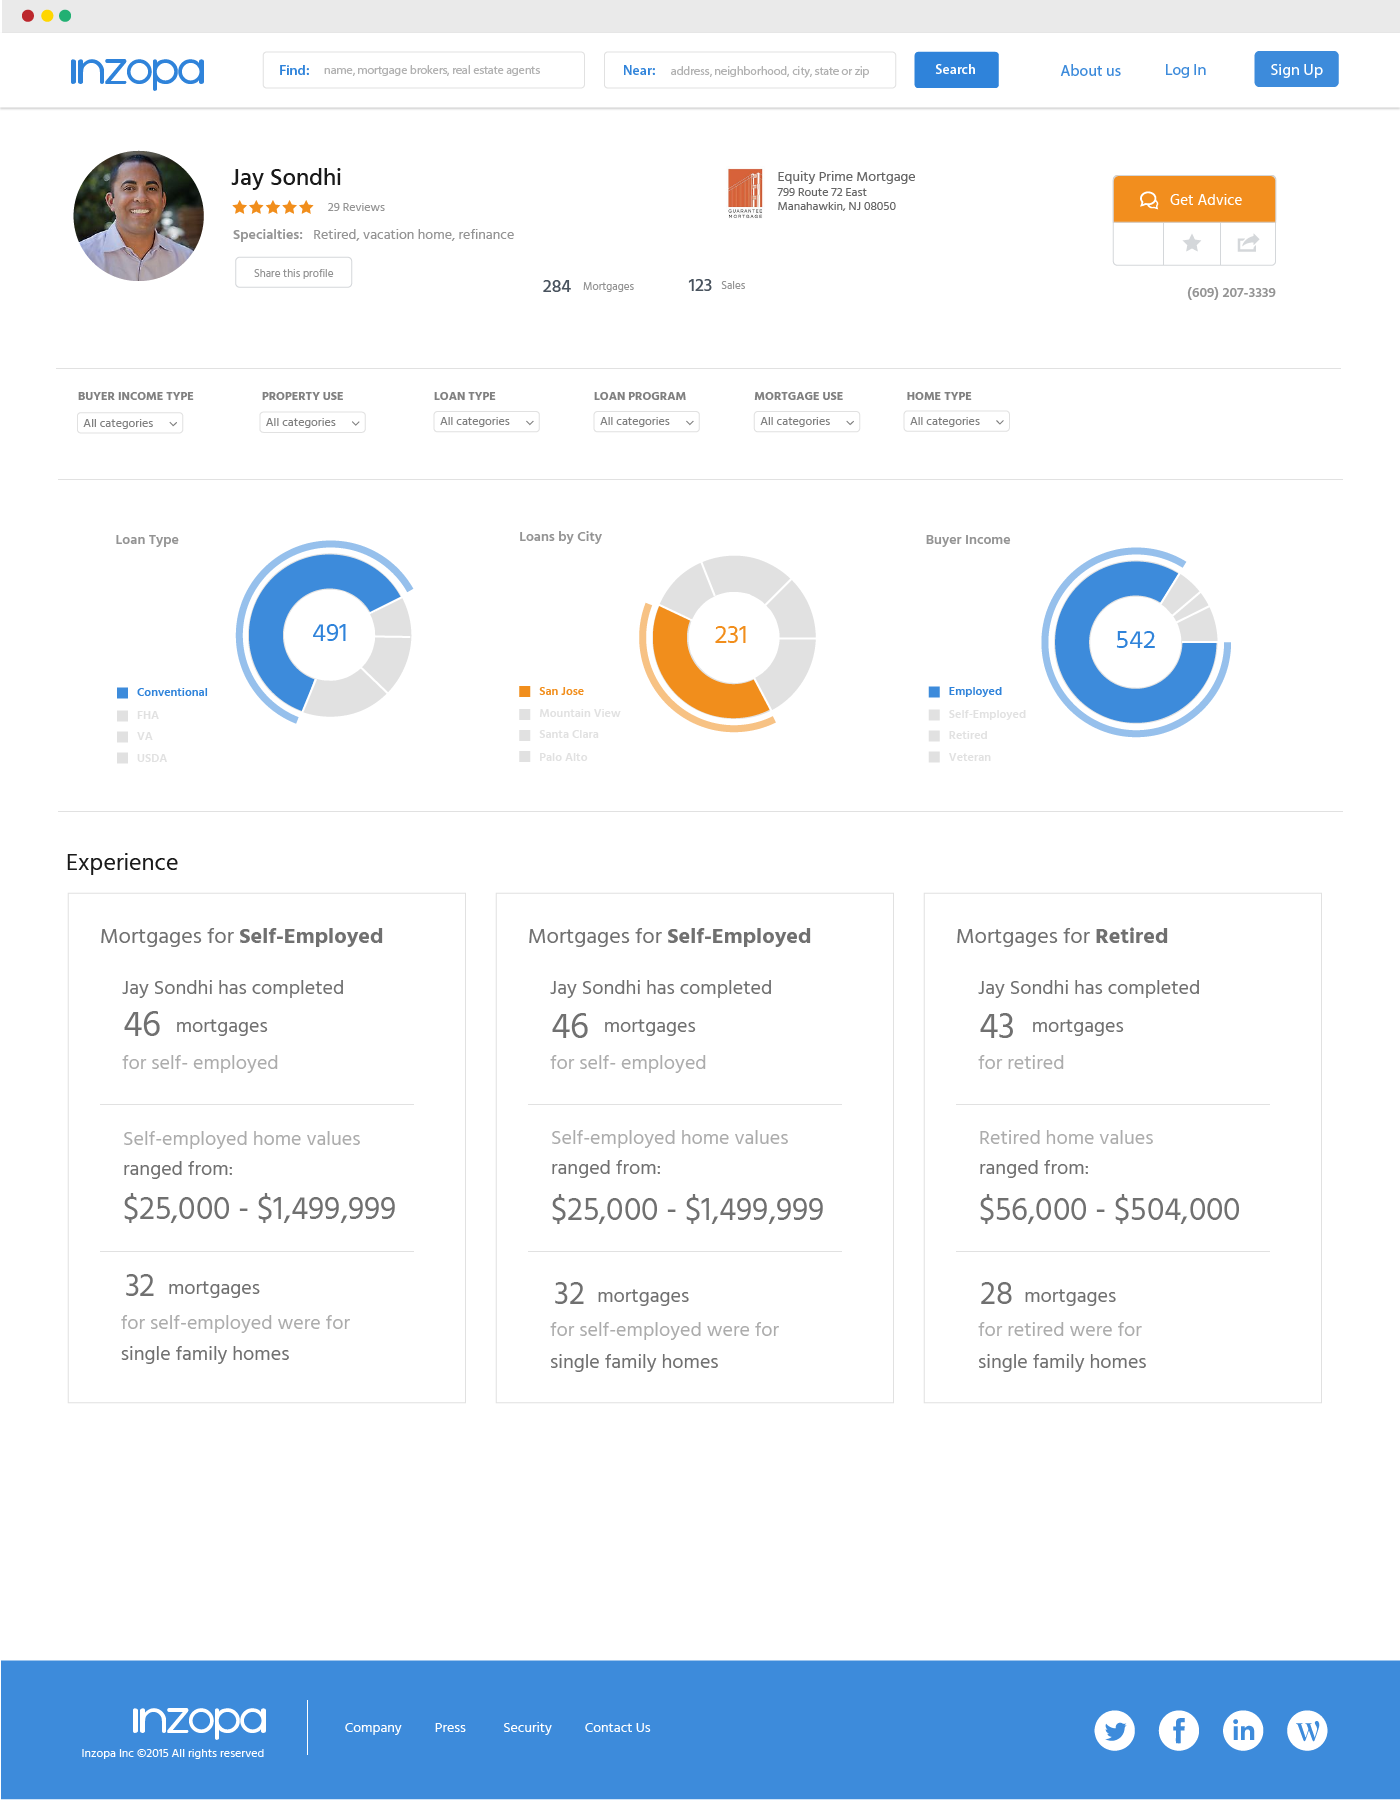 inzopa
Find: name, mortgage brokers, real estate agents
Near: address, neighborhood, city, state or zip
Search
About us
Log In
Sign Up
Jay Sondhi
29 Reviews
Specialties: Retired, vacation home, refinance
Share this profile
284 Mortgages
123 Sales
GUARANTEE
MORTGAGE
Equity Prime Mortgage
799 Route 72 East
Manahawkin, NJ 08050
Get Advice
(609) 207-3339
BUYER INCOME TYPE
All categories
PROPERTY USE
All categories
LOAN TYPE
All categories
LOAN PROGRAM
All categories
MORTGAGE USE
All categories
HOME TYPE
All categories
Loan Type
491
Conventional
FHA
VA
USDA
Loans by City
231
San Jose
Mountain View
Santa Clara
Palo Alto
Buyer Income
542
Employed
Self-Employed
Retired
Veteran
Experience
Mortgages for Self-Employed
Jay Sondhi has completed
46 mortgages
for self- employed
Self-employed home values
ranged from:
$25,000 - $1,499,999
32 mortgages
for self-employed were for
single family homes
Mortgages for Self-Employed
Jay Sondhi has completed
46 mortgages
for self- employed
Self-employed home values
ranged from:
$25,000 - $1,499,999
32 mortgages
for self-employed were for
single family homes
Mortgages for Retired
Jay Sondhi has completed
43 mortgages
for retired
Retired home values
ranged from:
$56,000 - $504,000
28 mortgages
for retired were for
single family homes
inzopa
Inzopa Inc ©2015 All rights reserved
Company
Press
Security
Contact Us